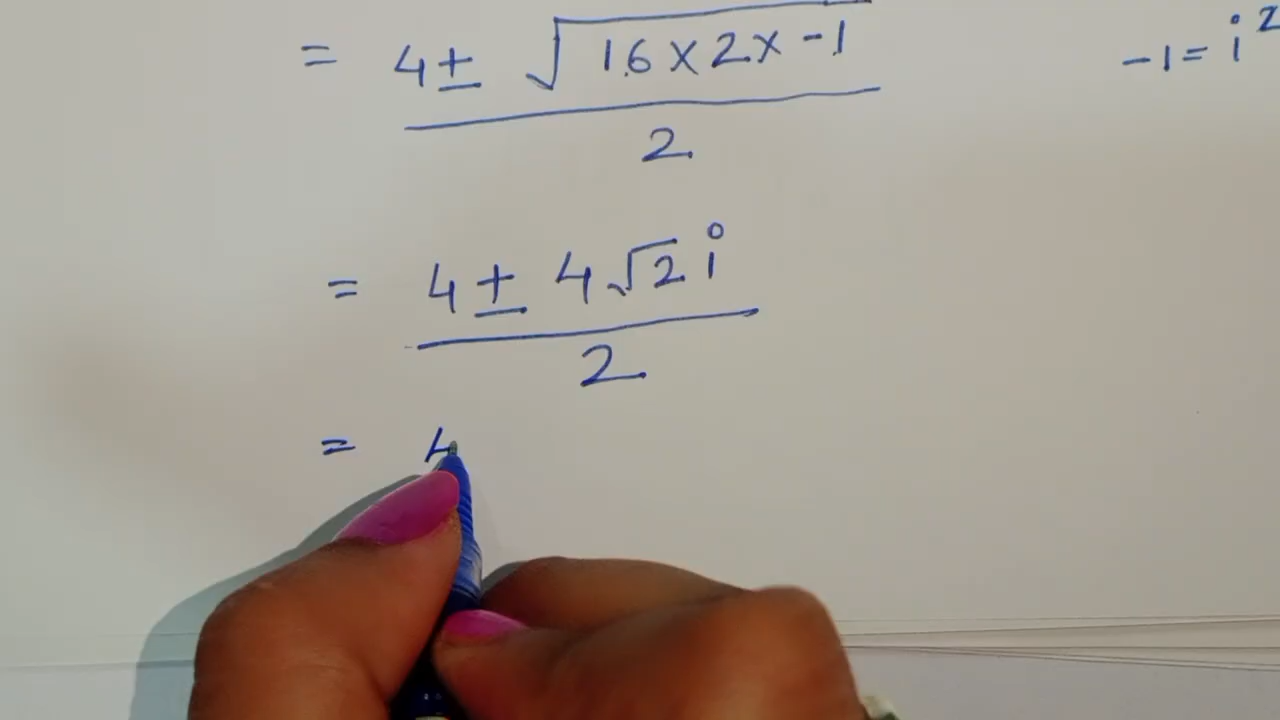 = 4 ± √16 x 2 x -1
2
-1 = i²
= 4 ± 4√2 i
2
= 4